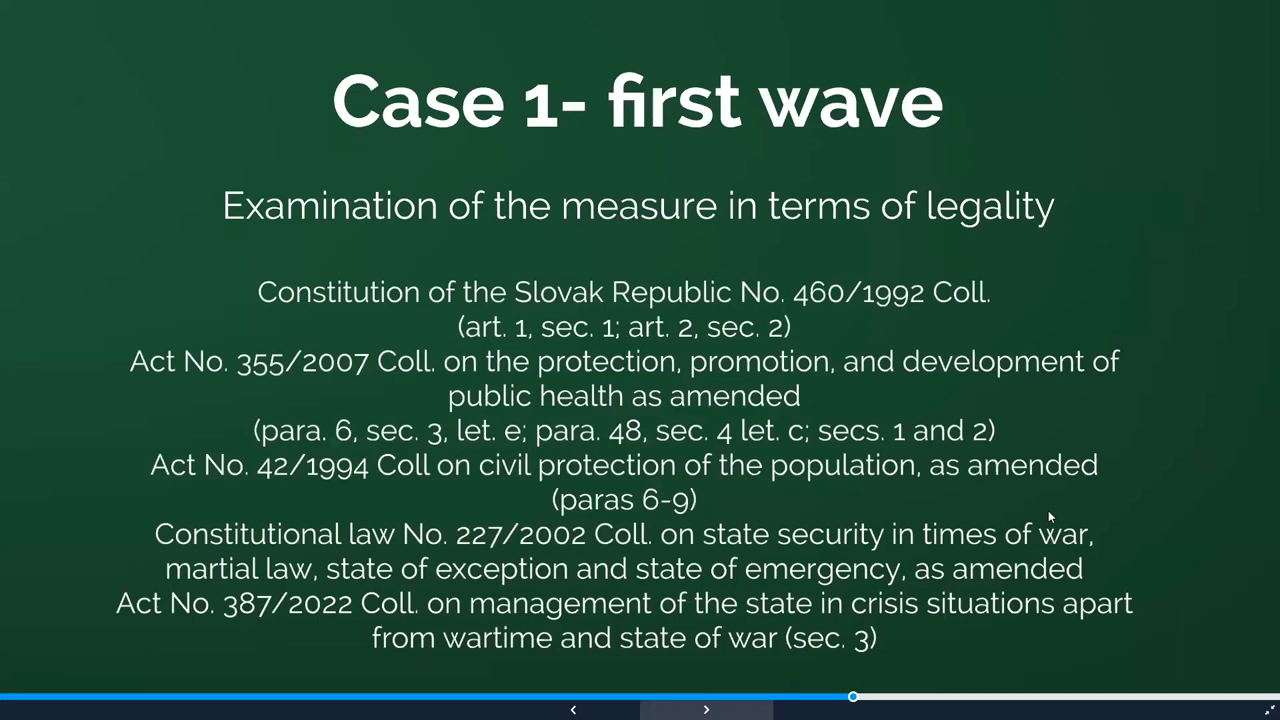 Case 1- first wave
Examination of the measure in terms of legality
Constitution of the Slovak Republic No. 460/1992 Coll.
(art. 1, sec. 1; art. 2, sec. 2)
Act No. 355/2007 Coll. on the protection, promotion, and development of
public health as amended
(para. 6, sec. 3, let. e; para. 48, sec. 4 let. c; secs. 1 and 2)
Act No. 42/1994 Coll on civil protection of the population, as amended
(paras 6-9)
Constitutional law No. 227/2002 Coll. on state security in times of war,
martial law, state of exception and state of emergency, as amended
Act No. 387/2022 Coll. on management of the state in crisis situations apart
from wartime and state of war (sec. 3)